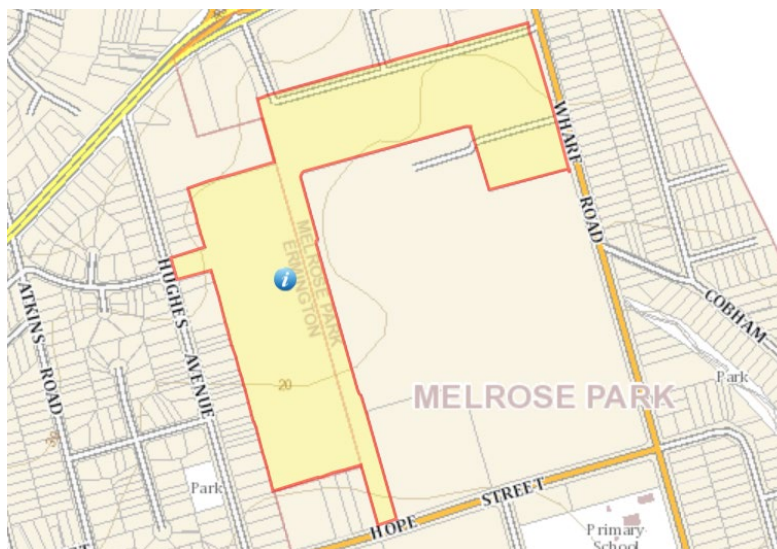 WHARF
ROAD
MELROSE PARK
ERMINGTON
i
HUGHES
AVENUE
ATKINS
ROAD
COBHAM
20
MELROSE PARK
Park
Park
HOPE
STREET
Primary
School